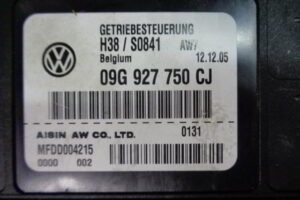 GETRIEBESTEUERUNG
H38 / S0841 AW7
Belgium 12.12.05
09G 927 750 CJ
AISIN AW CO., LTD. 0131
MFDD004215
0000 002